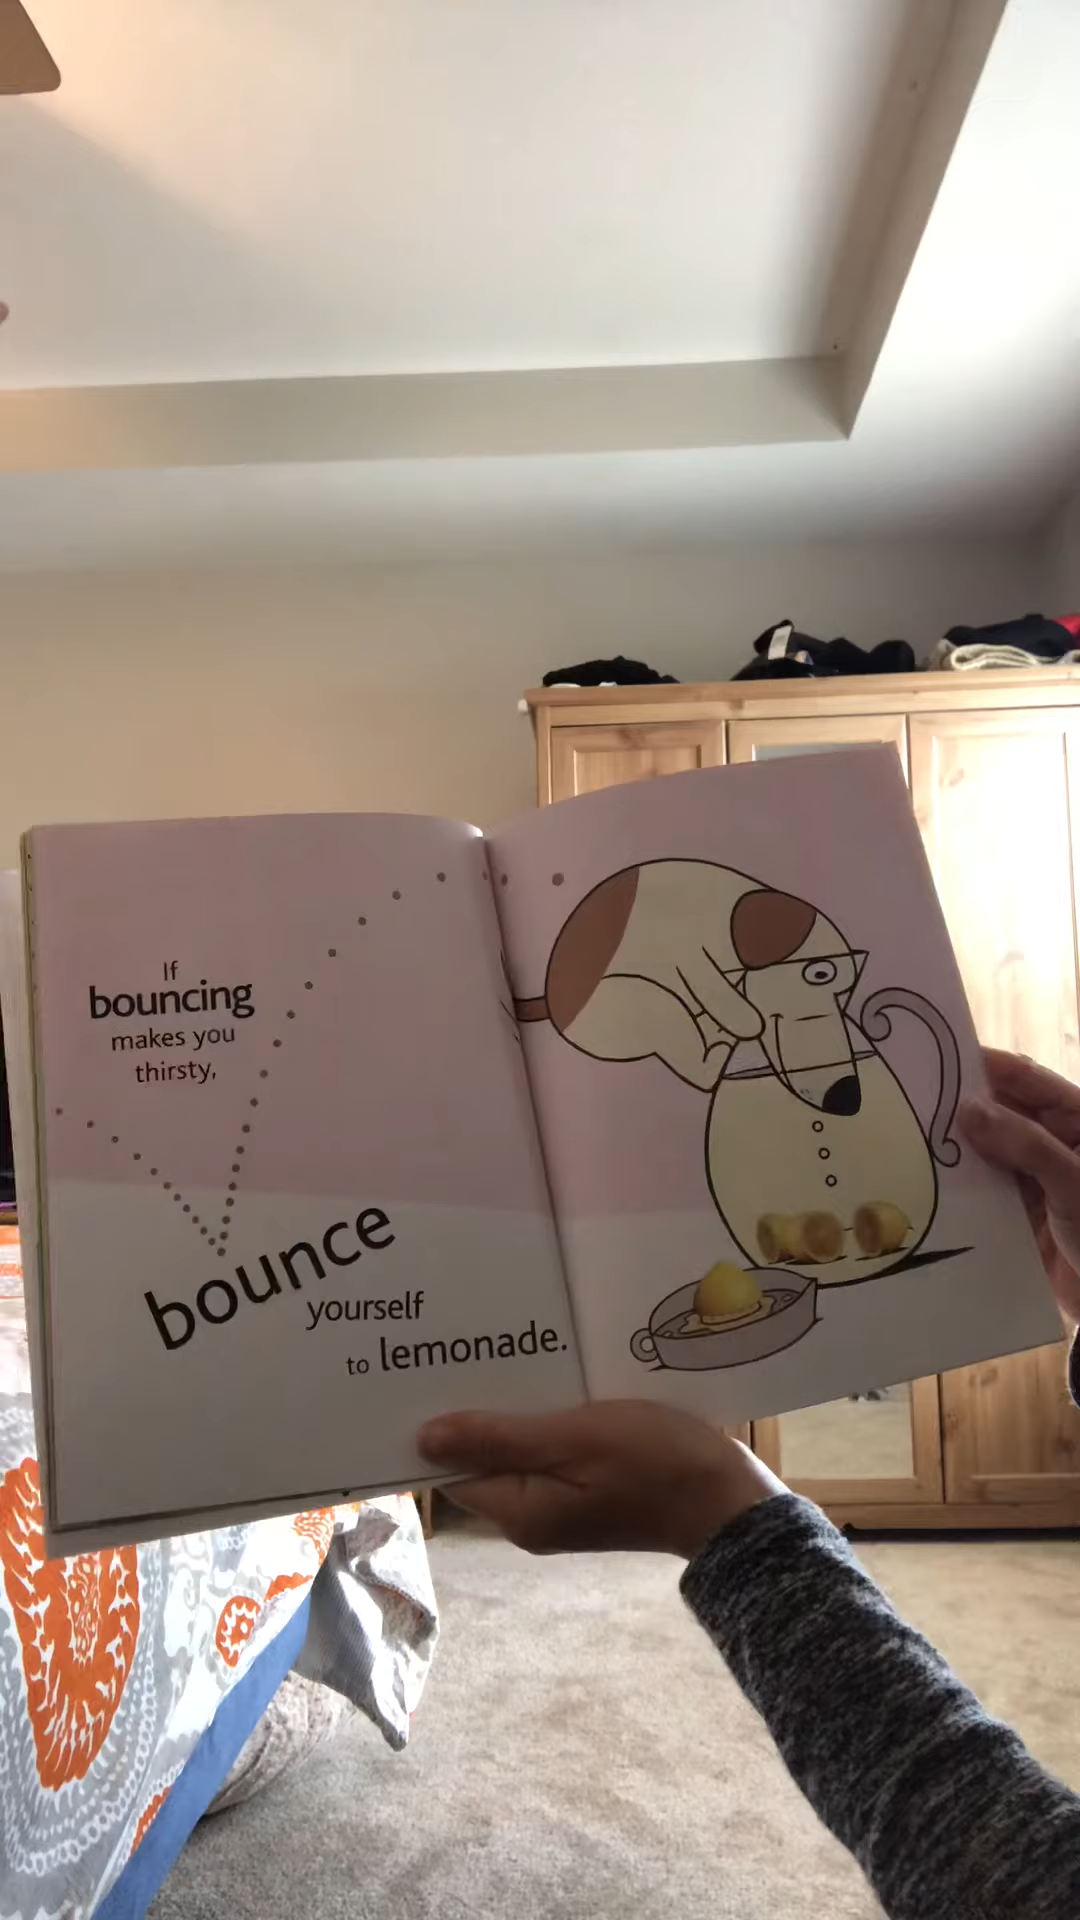 If
bouncing
makes you
thirsty,
bounce
yourself
to lemonade.